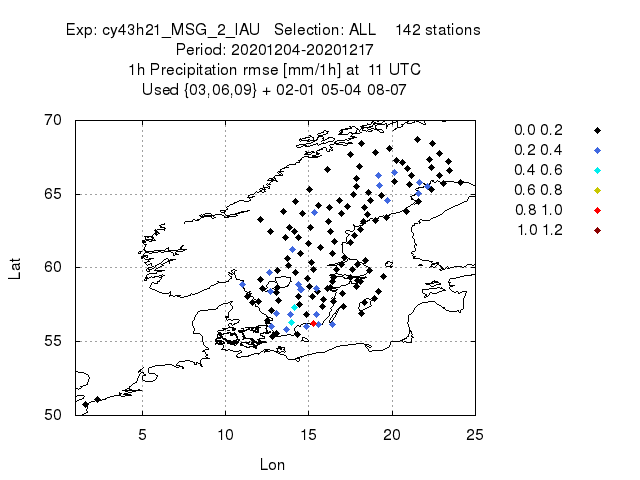 Exp: cy43h21_MSG_2_IAU   Selection: ALL    142 stations
Period: 20201204-20201217
1h Precipitation rmse [mm/1h] at  11 UTC
Used {03,06,09} + 02-01 05-04 08-07
70
65
60
55
50
Lat
5
10
15
20
25
Lon
0.0 0.2
0.2 0.4
0.4 0.6
0.6 0.8
0.8 1.0
1.0 1.2